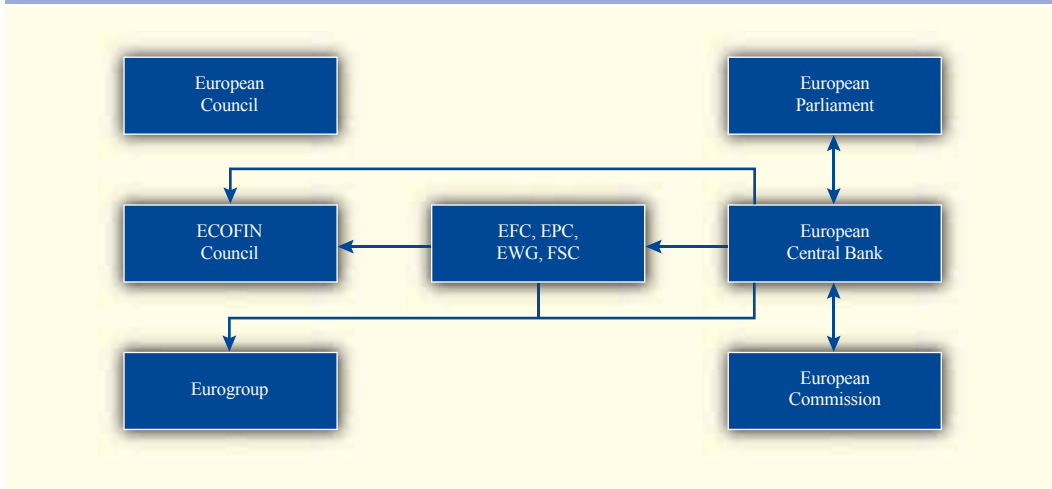 European
Council
European
Parliament
ECOFIN
Council
EFC, EPC,
EWG, FSC
European
Central Bank
Eurogroup
European
Commission